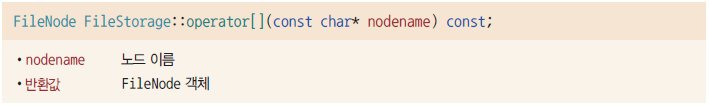 FileNode FileStorage::operator[](const char* nodename) const;
• nodename 노드 이름
• 반환값 FileNode 객체